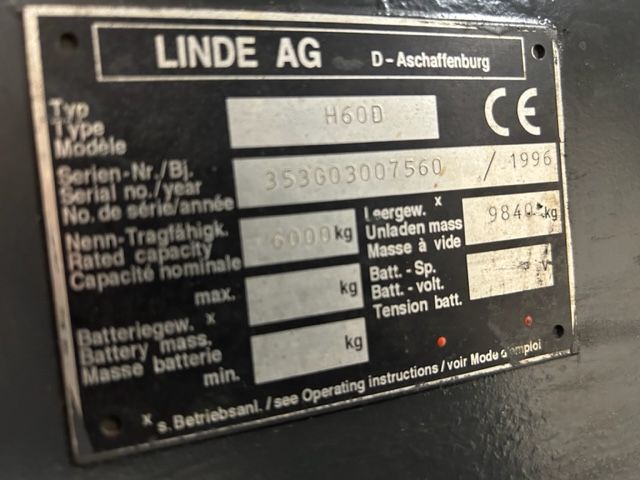 LINDE AG D-Aschaffenburg
Typ
Type
Modèle
H60D
CE
Serien-Nr./Bj.
Serial no./year
No. de série/année
353G03007560 / 1996
Nenn-Tragfähigk.
Rated capacity
Capacité nominale
6000 kg
Leergew. x
Unladen mass
Masse à vide
9840 kg
Batt.-Sp.
Batt.-volt.
Tension batt.
V
Batteriegew. x
Battery mass.
Masse batterie
max. kg
min. kg
x s. Betriebsanl. / see Operating instructions / voir Mode d'emploi